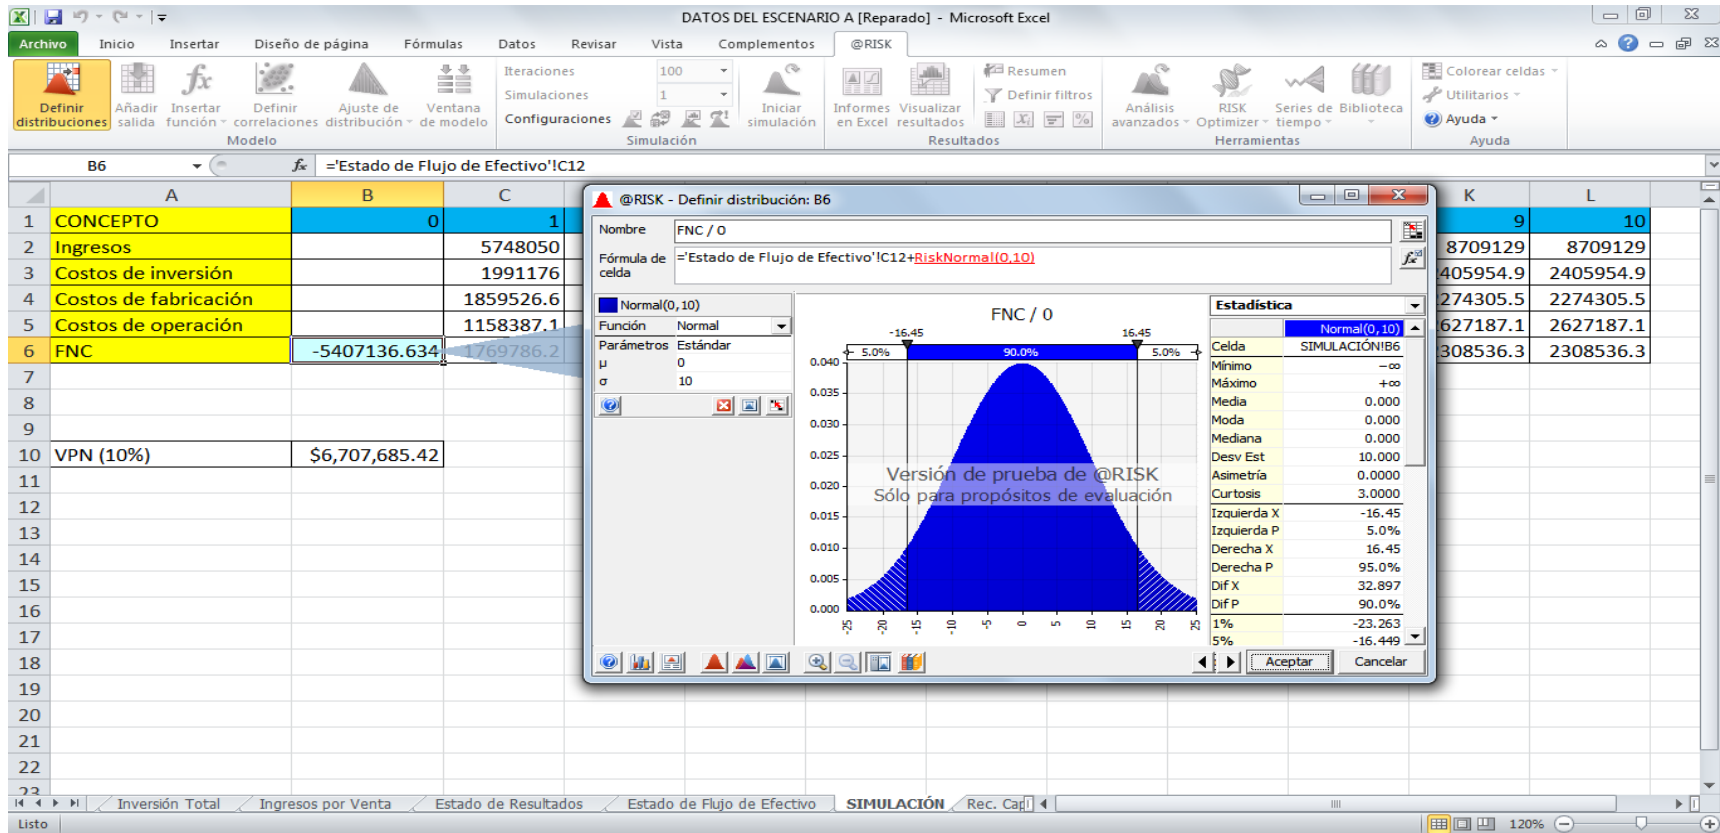 DATOS DEL ESCENARIO A [Reparado] - Microsoft Excel
Archivo Inicio Insertar Diseño de página Fórmulas Datos Revisar Vista Complementos @RISK
Definir distribuciones
Añadir salida
Insertar función
Definir correlaciones
Ajuste de distribución
Ventana de modelo
Modelo
Iteraciones 100
Simulaciones 1
Configuraciones
Iniciar simulación
Simulación
Informes en Excel
Visualizar resultados
Resumen
Definir filtros
Resultados
Análisis avanzados
RISK Optimizer
Series de tiempo
Biblioteca
Herramientas
Colorear celdas
Utilitarios
Ayuda
Ayuda
B6 fx ='Estado de Flujo de Efectivo'!C12
A B C K L
1 CONCEPTO 0 1 9 10
2 Ingresos 5748050 8709129 8709129
3 Costos de inversión 1991176 2405954.9
4 Costos de fabricación 1859526.6 2274305.5
5 Costos de operación 1158387.1 2627187.1
6 FNC -5407136.634 1769786.2 2308536.3
7
8
9
10 VPN (10%) $6,707,685.42
11
12
13
14
15
16
17
18
19
20
21
22
23
@RISK - Definir distribución: B6
Nombre FNC / 0
Fórmula de celda ='Estado de Flujo de Efectivo'!C12+RiskNormal(0,10)
Normal(0,10)
Función Normal
Parámetros Estándar
μ 0
σ 10
FNC / 0
-16.45 16.45
5.0% 90.0% 5.0%
0.040
0.035
0.030
0.025
0.020
0.015
0.010
0.005
0.000
-25 -20 -15 -10 -5 0 5 10 15 20 25
Versión de prueba de @RISK
Sólo para propósitos de evaluación
Estadística
Normal(0,10)
Celda SIMULACIÓN!B6
Mínimo -∞
Máximo +∞
Media 0.000
Moda 0.000
Mediana 0.000
Desv Est 10.000
Asimetría 0.0000
Curtosis 3.0000
Izquierda X -16.45
Izquierda P 5.0%
Derecha X 16.45
Derecha P 95.0%
Dif X 32.897
Dif P 90.0%
1% -23.263
5% -16.449
Aceptar Cancelar
Inversión Total Ingresos por Venta Estado de Resultados Estado de Flujo de Efectivo SIMULACIÓN Rec. Capi
Listo 120%